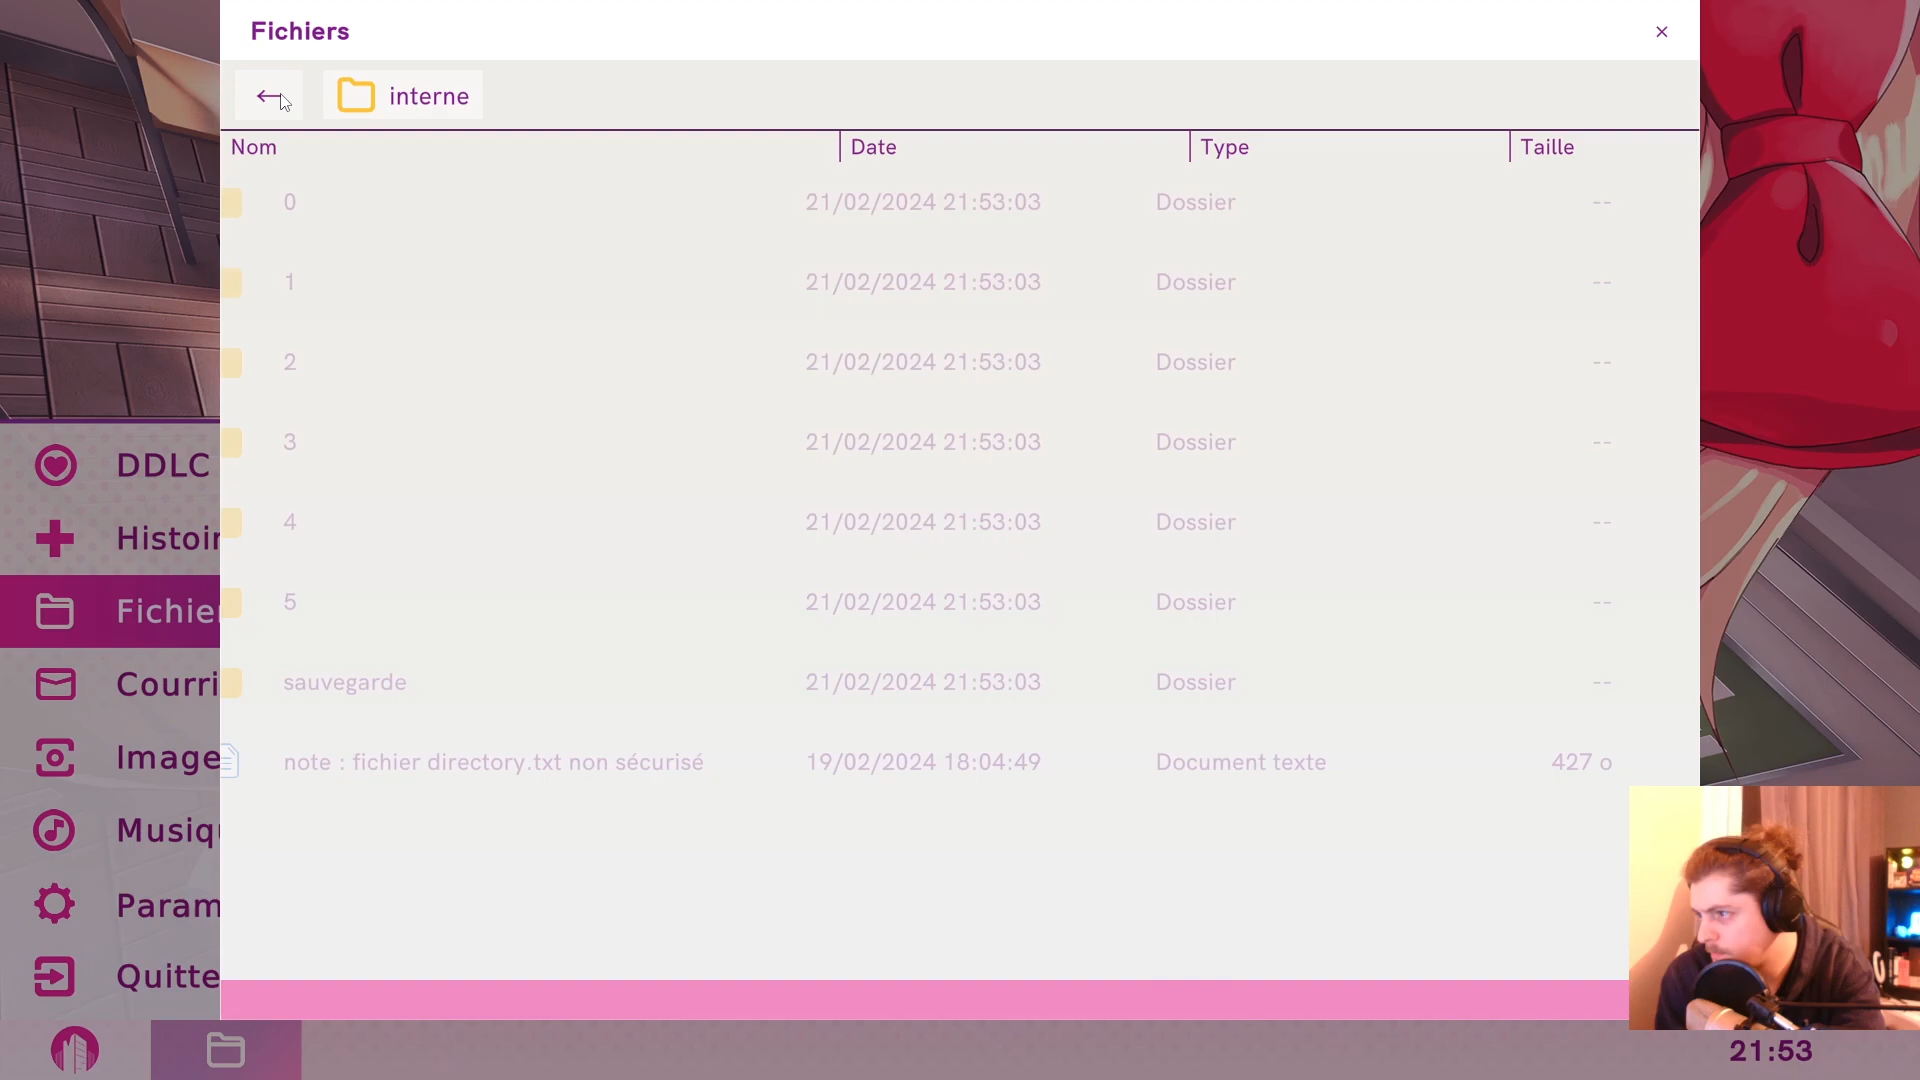 Fichiers
×
interne
Nom Date Type Taille
0 21/02/2024 21:53:03 Dossier --
1 21/02/2024 21:53:03 Dossier --
2 21/02/2024 21:53:03 Dossier --
3 21/02/2024 21:53:03 Dossier --
4 21/02/2024 21:53:03 Dossier --
5 21/02/2024 21:53:03 Dossier --
sauvegarde 21/02/2024 21:53:03 Dossier --
note : fichier directory.txt non sécurisé 19/02/2024 18:04:49 Document texte 427 o
DDLC
Histoir
Fichier
Courri
Image
Musiqu
Param
Quitte
21:53